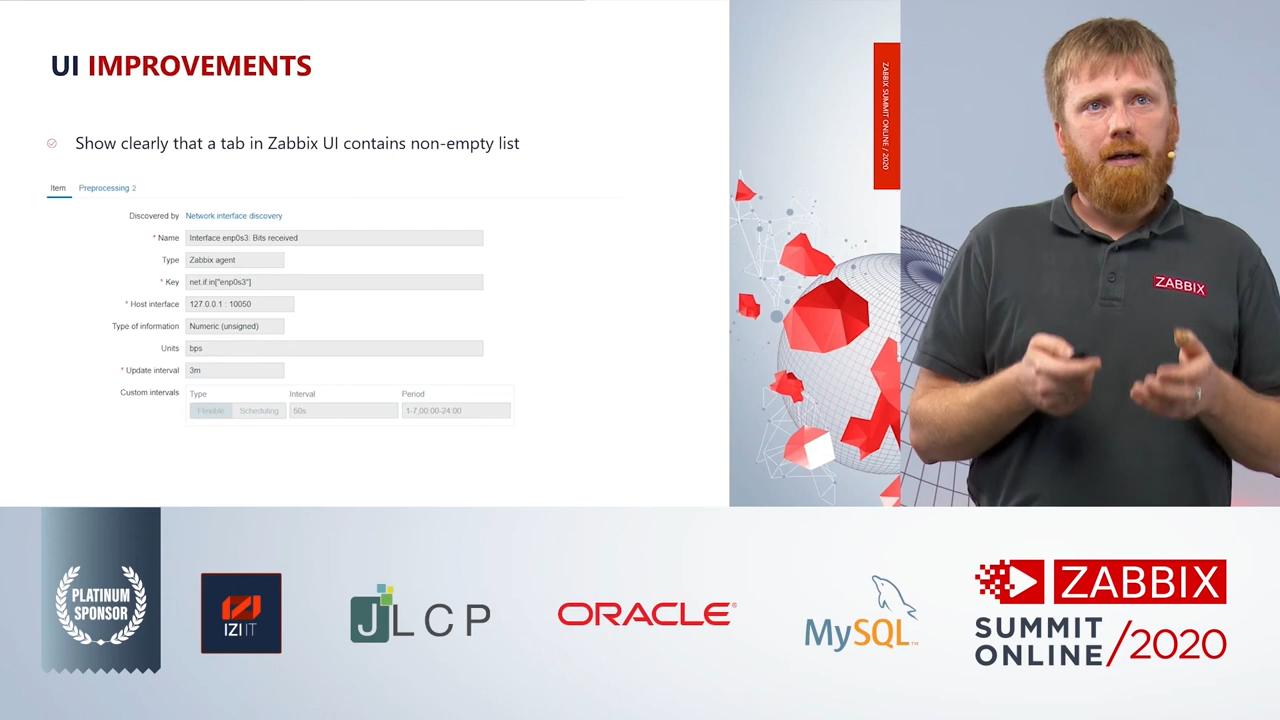 UI IMPROVEMENTS
Show clearly that a tab in Zabbix UI contains non-empty list
Item Preprocessing 2
Discovered by Network interface discovery
* Name Interface enp0s3: Bits received
Type Zabbix agent
* Key net.if.in["enp0s3"]
* Host interface 127.0.0.1 : 10050
Type of information Numeric (unsigned)
Units bps
* Update interval 3m
Custom intervals Type Interval Period
Flexible Scheduling 50s 1-7,00:00-24:00
ZABBIX SUMMIT ONLINE / 2020
ZABBIX
PLATINUM
SPONSOR
IZI IT
JLCP
ORACLE®
MySQL™
ZABBIX
SUMMIT
ONLINE/2020